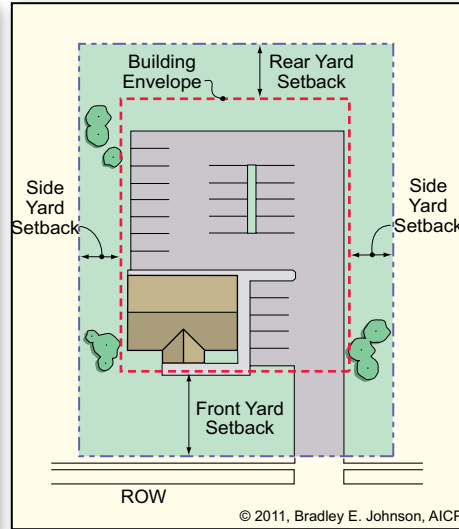 Building
Envelope
Rear Yard
Setback
Side
Yard
Setback
Side
Yard
Setback
Front Yard
Setback
ROW
© 2011, Bradley E. Johnson, AICP